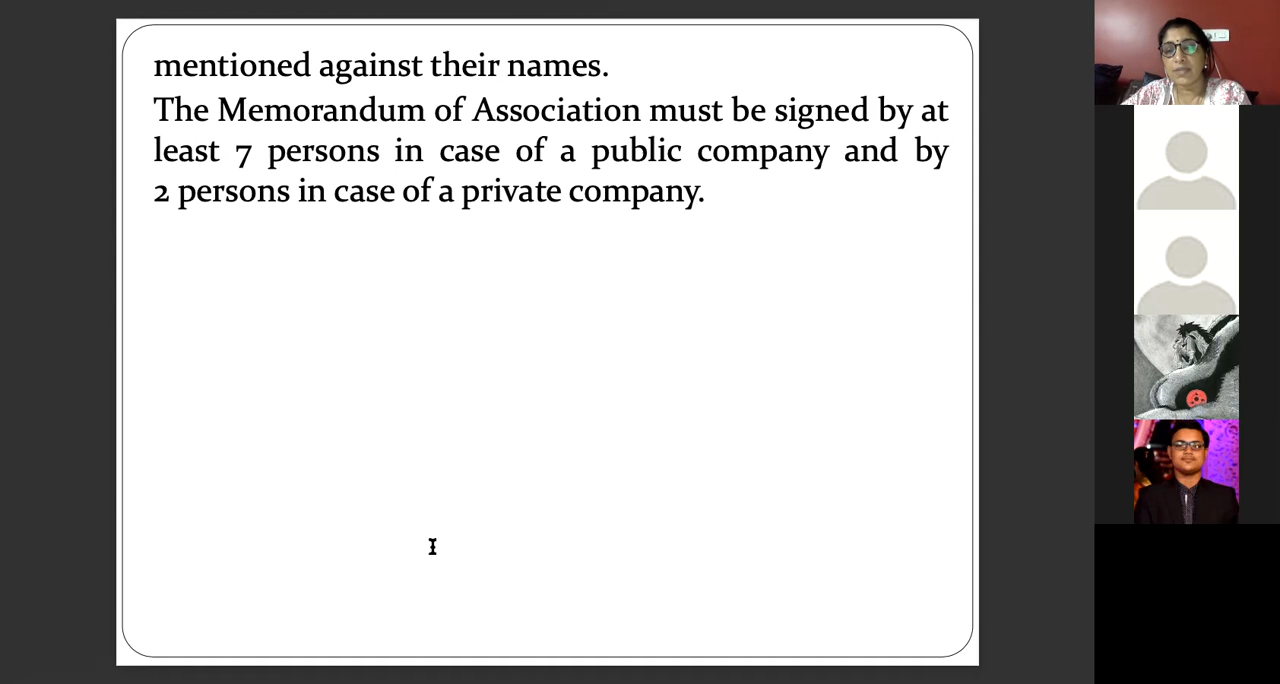 mentioned against their names.
The Memorandum of Association must be signed by at
least 7 persons in case of a public company and by
2 persons in case of a private company.